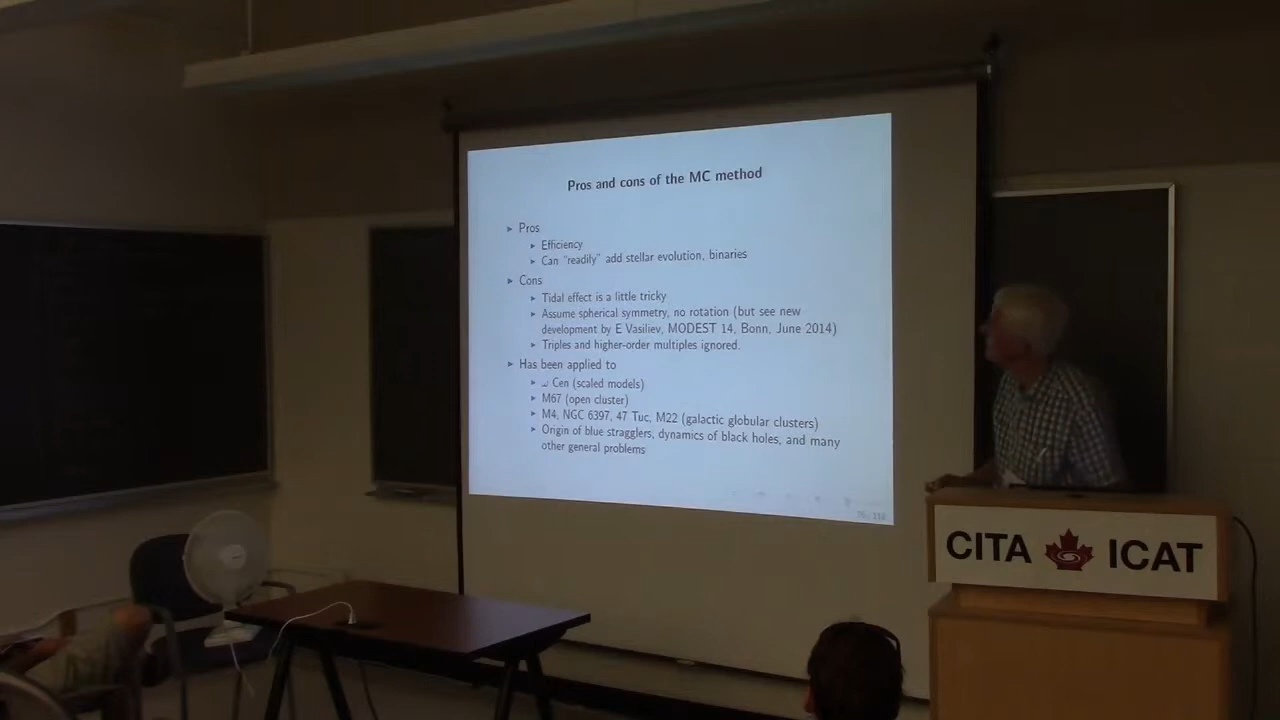 Pros and cons of the MC method
Pros
Efficiency
Can "readily" add stellar evolution, binaries
Cons
Tidal effect is a little tricky
Assume spherical symmetry, no rotation (but see new
development by E Vasiliev, MODEST 14, Bonn, June 2014)
Triples and higher-order multiples ignored.
Has been applied to
ω Cen (scaled models)
M67 (open cluster)
M4, NGC 6397, 47 Tuc, M22 (galactic globular clusters)
Origin of blue stragglers, dynamics of black holes, and many
other general problems
CITA ICAT